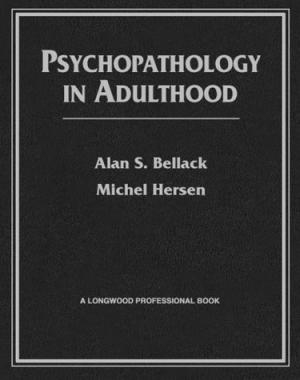 PSYCHOPATHOLOGY
IN ADULTHOOD
Alan S. Bellack
Michel Hersen
A LONGWOOD PROFESSIONAL BOOK